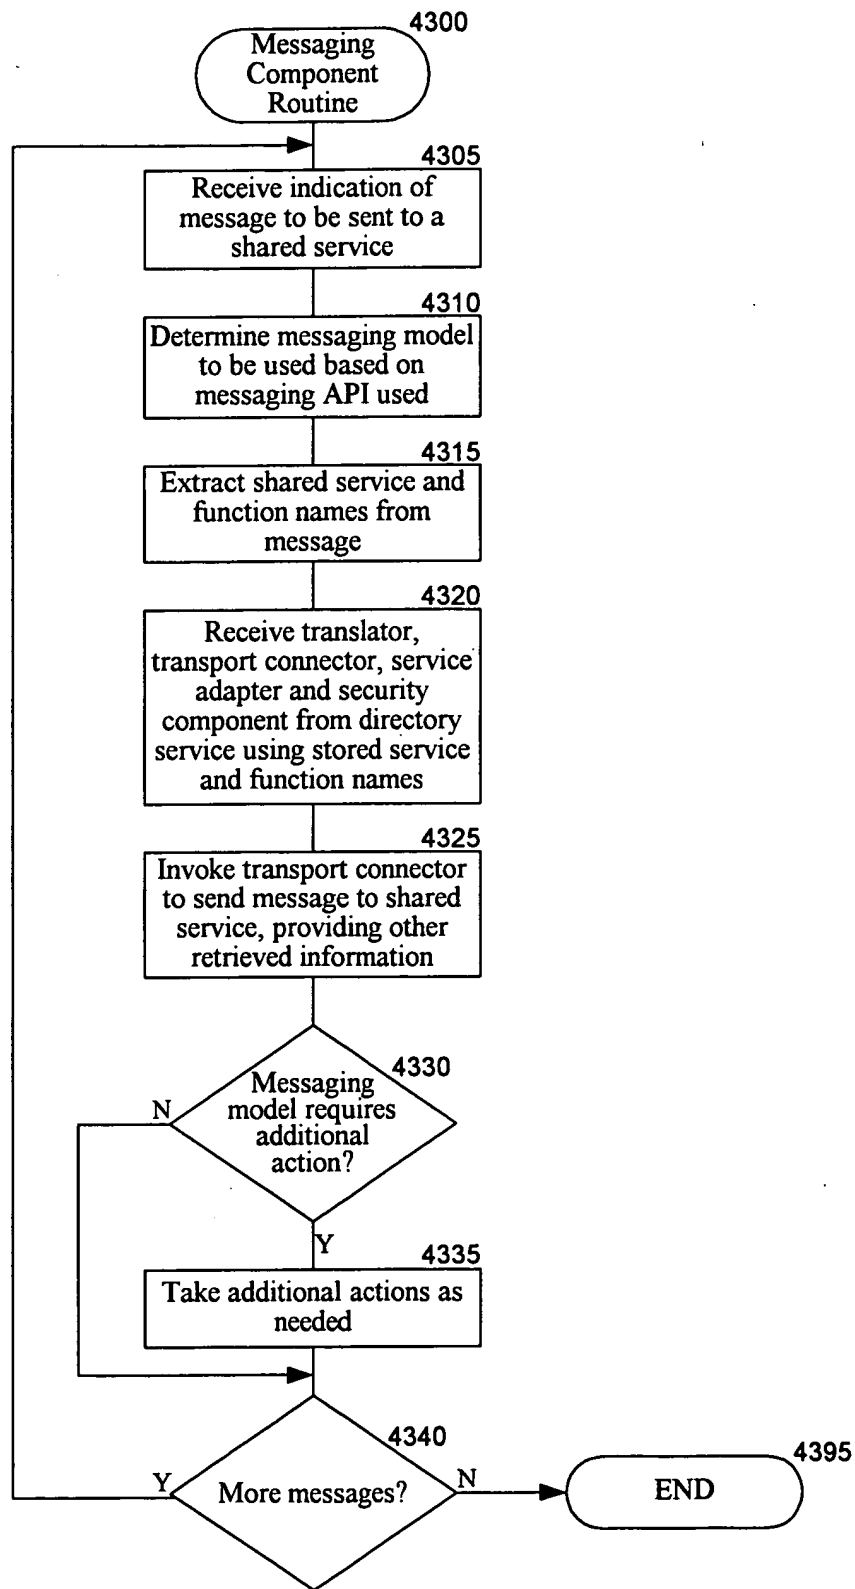 4300
Messaging
Component
Routine
4305
Receive indication of
message to be sent to a
shared service
4310
Determine messaging model
to be used based on
messaging API used
4315
Extract shared service and
function names from
message
4320
Receive translator,
transport connector, service
adapter and security
component from directory
service using stored service
and function names
4325
Invoke transport connector
to send message to shared
service, providing other
retrieved information
4330
Messaging
model requires
additional
action?
N
Y
4335
Take additional actions as
needed
4340
More messages?
Y
N
4395
END